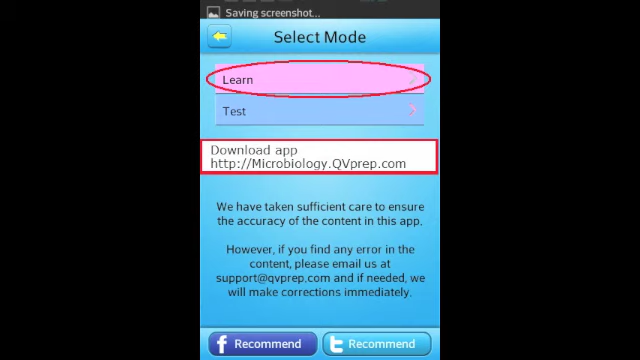 Saving screenshot...
Select Mode
Learn
Test
Download app
http://Microbiology.QVprep.com
We have taken sufficient care to ensure
the accuracy of the content in this app.
However, if you find any error in the
content, please email us at
support@qvprep.com and if needed, we
will make corrections immediately.
f Recommend
t Recommend